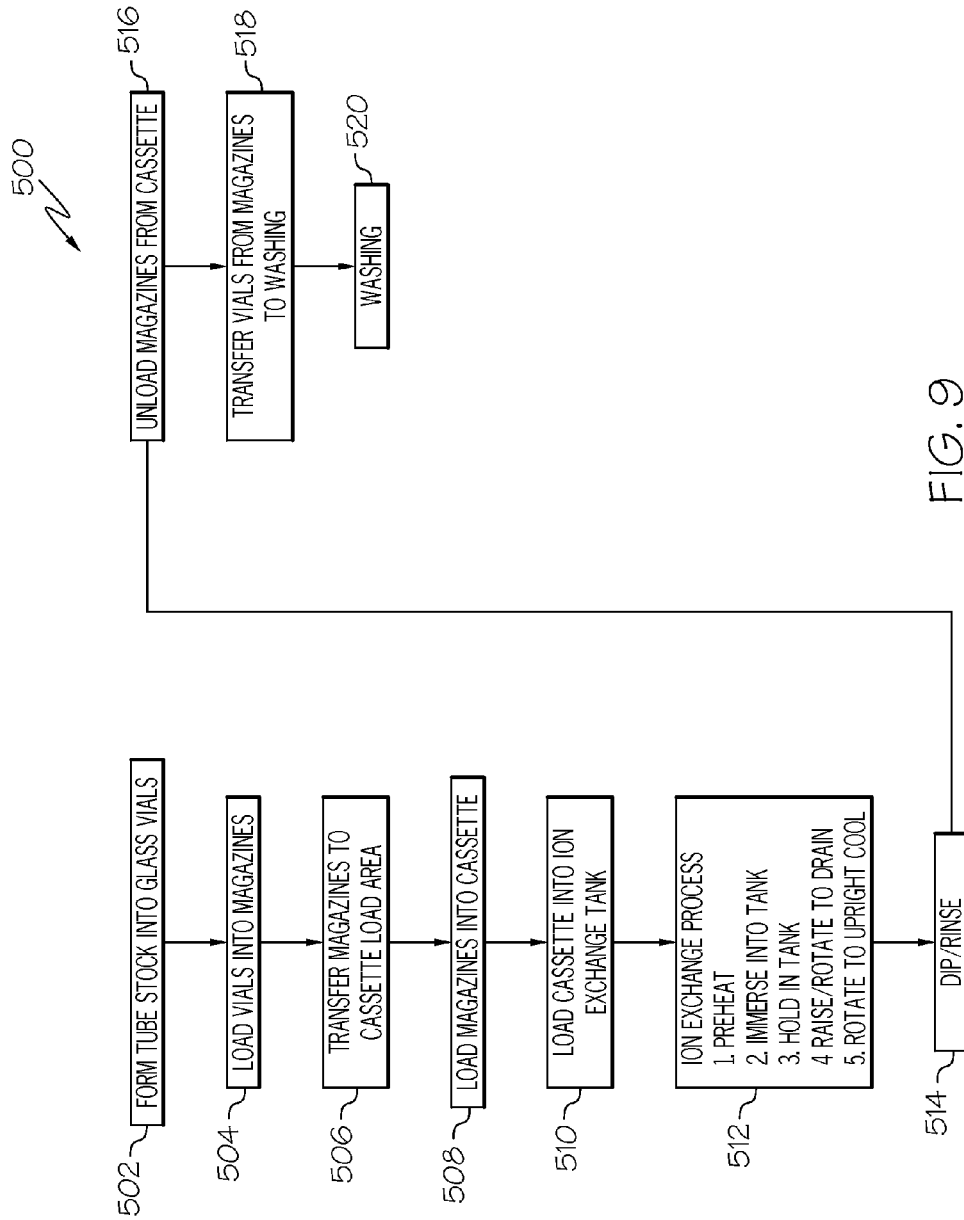 500
502
FORM TUBE STOCK INTO GLASS VIALS
504
LOAD VIALS INTO MAGAZINES
506
TRANSFER MAGAZINES TO
CASSETTE LOAD AREA
508
LOAD MAGAZINES INTO CASSETTE
510
LOAD CASSETTE INTO ION
EXCHANGE TANK
512
ION EXCHANGE PROCESS
1. PREHEAT
2. IMMERSE INTO TANK
3. HOLD IN TANK
4 RAISE/ROTATE TO DRAIN
5. ROTATE TO UPRIGHT COOL
514
DIP/RINSE
UNLOAD MAGAZINES FROM CASSETTE
516
TRANSFER VIALS FROM MAGAZINES
TO WASHING
518
WASHING
520
FIG. 9